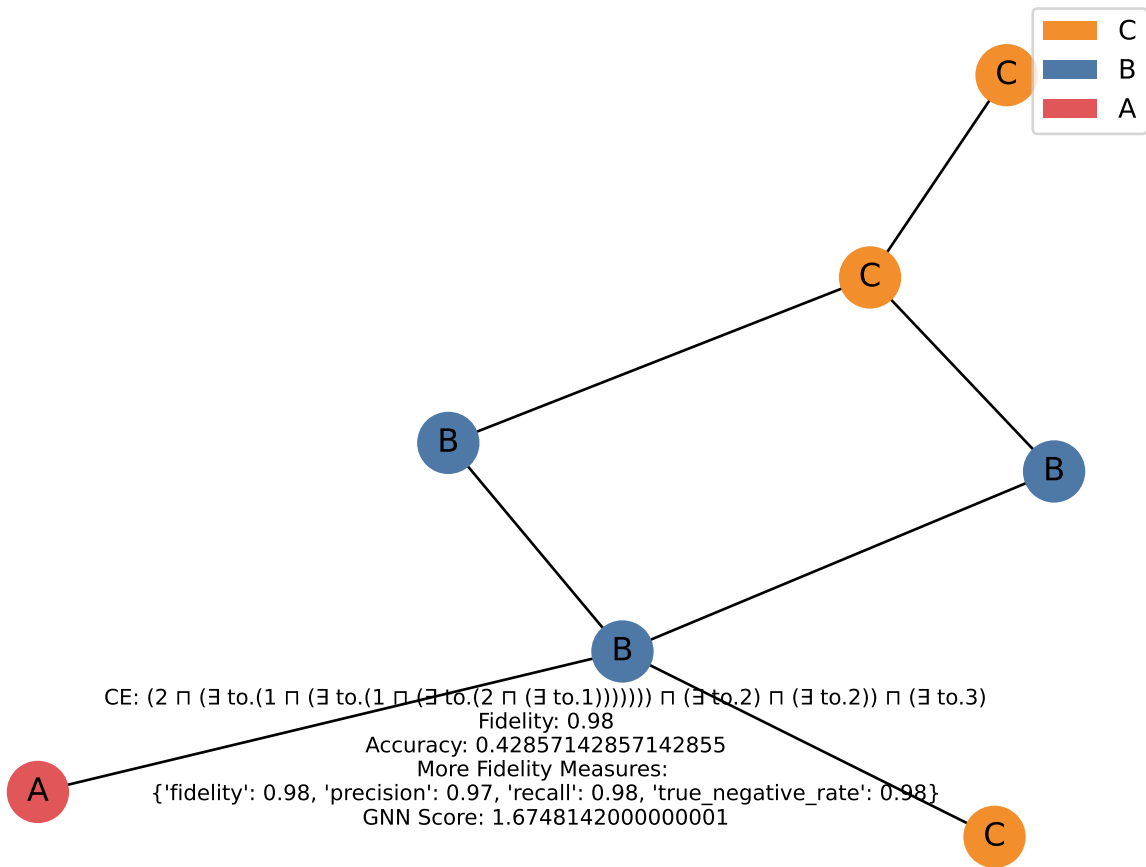 C
C
B
A
C
C
B
B
B
CE: (2 ⊓ (∃ to.(1 ⊓ (∃ to.(1 ⊓ (∃ to.(2 ⊓ (∃ to.1))))))) ⊓ (∃ to.2) ⊓ (∃ to.2)) ⊓ (∃ to.3)
Fidelity: 0.98
Accuracy: 0.42857142857142855
More Fidelity Measures:
{'fidelity': 0.98, 'precision': 0.97, 'recall': 0.98, 'true_negative_rate': 0.98}
GNN Score: 1.6748142000000001
A
C